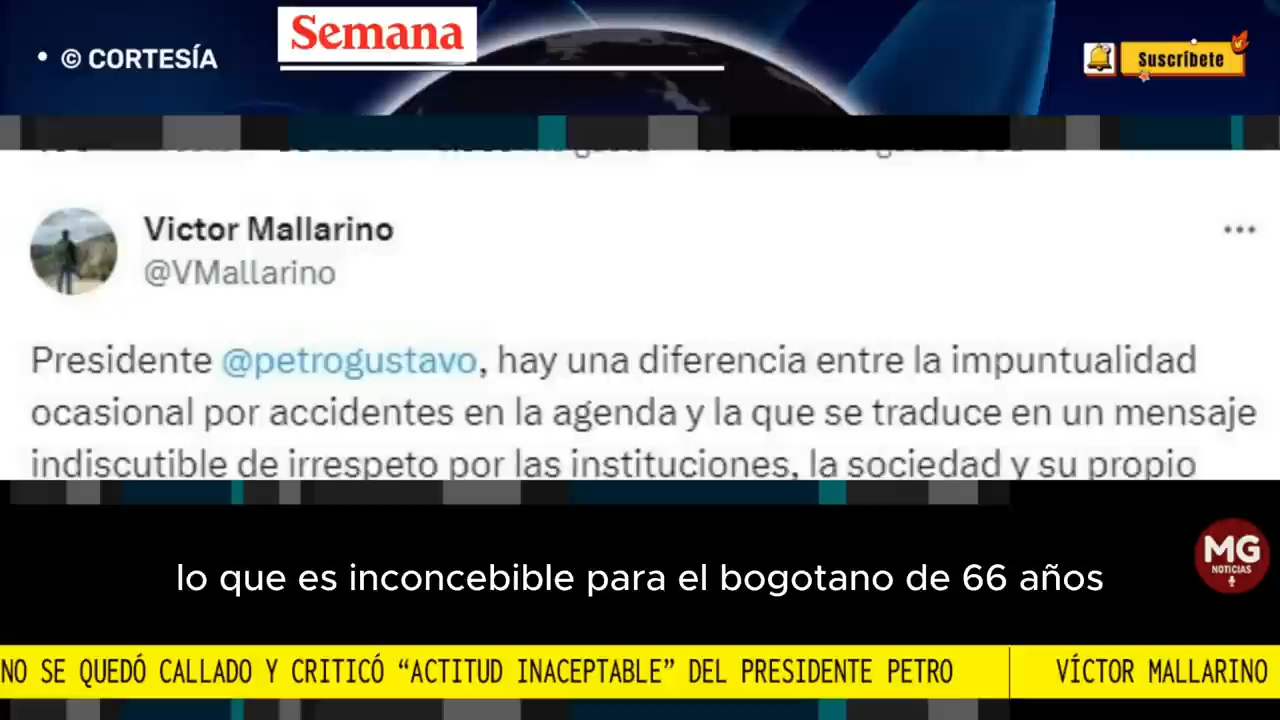 © CORTESÍA
Semana
Suscríbete
Victor Mallarino
@VMallarino
Presidente @petrogustavo, hay una diferencia entre la impuntualidad
ocasional por accidentes en la agenda y la que se traduce en un mensaje
indiscutible de irrespeto por las instituciones, la sociedad y su propio
MG
NOTICIAS
lo que es inconcebible para el bogotano de 66 años
NO SE QUEDÓ CALLADO Y CRITICÓ “ACTITUD INACEPTABLE” DEL PRESIDENTE PETRO
VÍCTOR MALLARINO